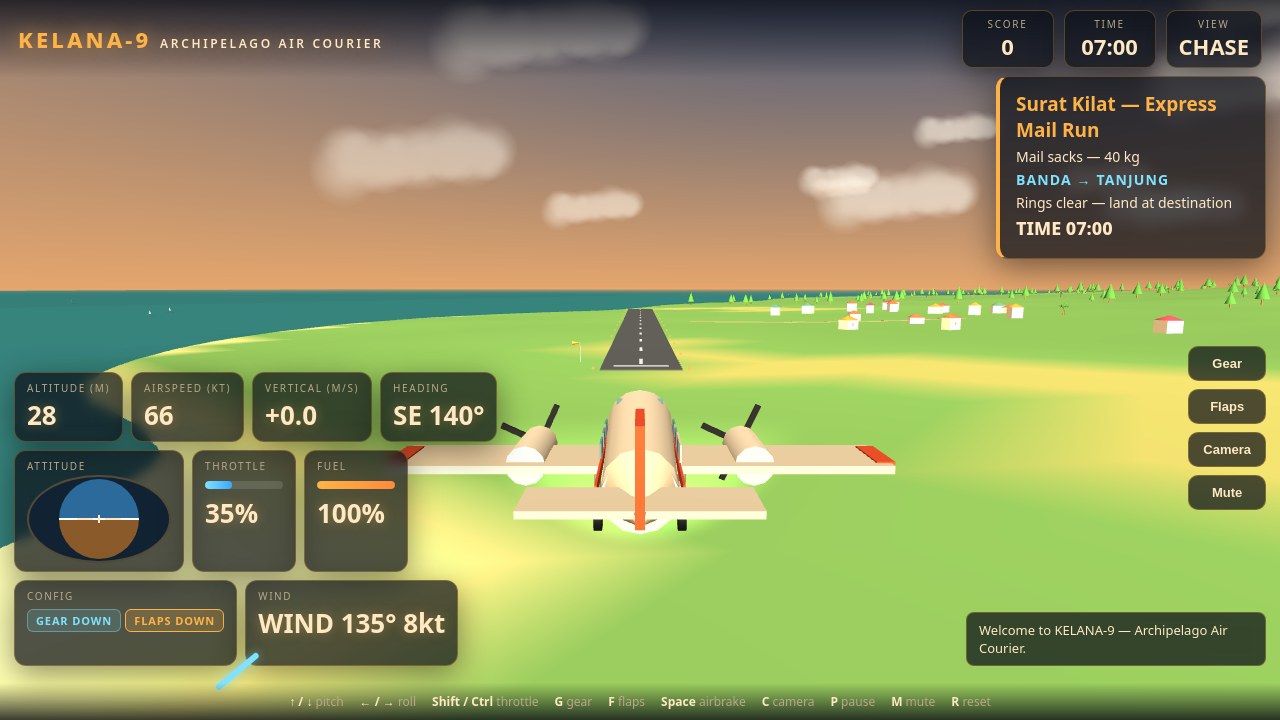 KELANA-9 ARCHIPELAGO AIR COURIER
SCORE
0
TIME
07:00
VIEW
CHASE
Surat Kilat — Express
Mail Run
Mail sacks — 40 kg
BANDA → TANJUNG
Rings clear — land at destination
TIME 07:00
ALTITUDE (M)
28
AIRSPEED (KT)
66
VERTICAL (M/S)
+0.0
HEADING
SE 140°
ATTITUDE
THROTTLE
35%
FUEL
100%
CONFIG
GEAR DOWN
FLAPS DOWN
WIND
WIND 135° 8kt
Gear
Flaps
Camera
Mute
Welcome to KELANA-9 — Archipelago Air
Courier.
↑ / ↓ pitch ← / → roll Shift / Ctrl throttle G gear F flaps Space airbrake C camera P pause M mute R reset